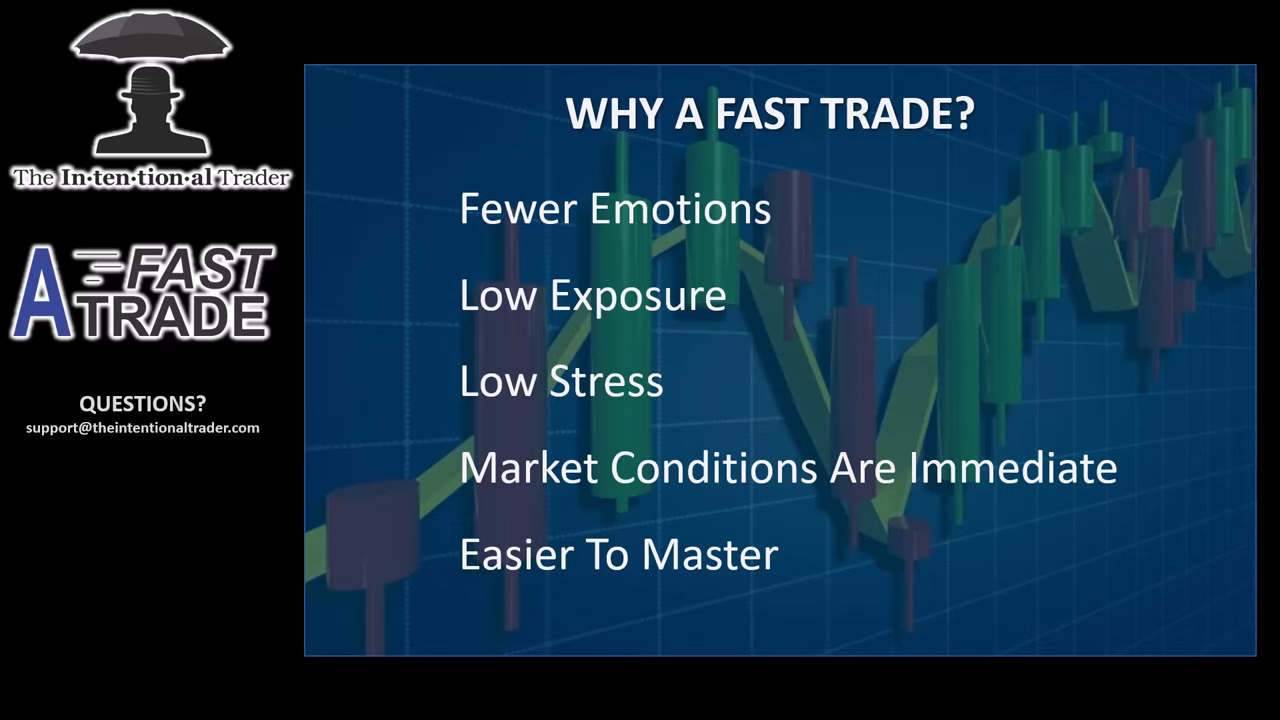 The In•ten•tion•al Trader
A FAST
TRADE
QUESTIONS?
support@theintentionaltrader.com
WHY A FAST TRADE?
Fewer Emotions
Low Exposure
Low Stress
Market Conditions Are Immediate
Easier To Master